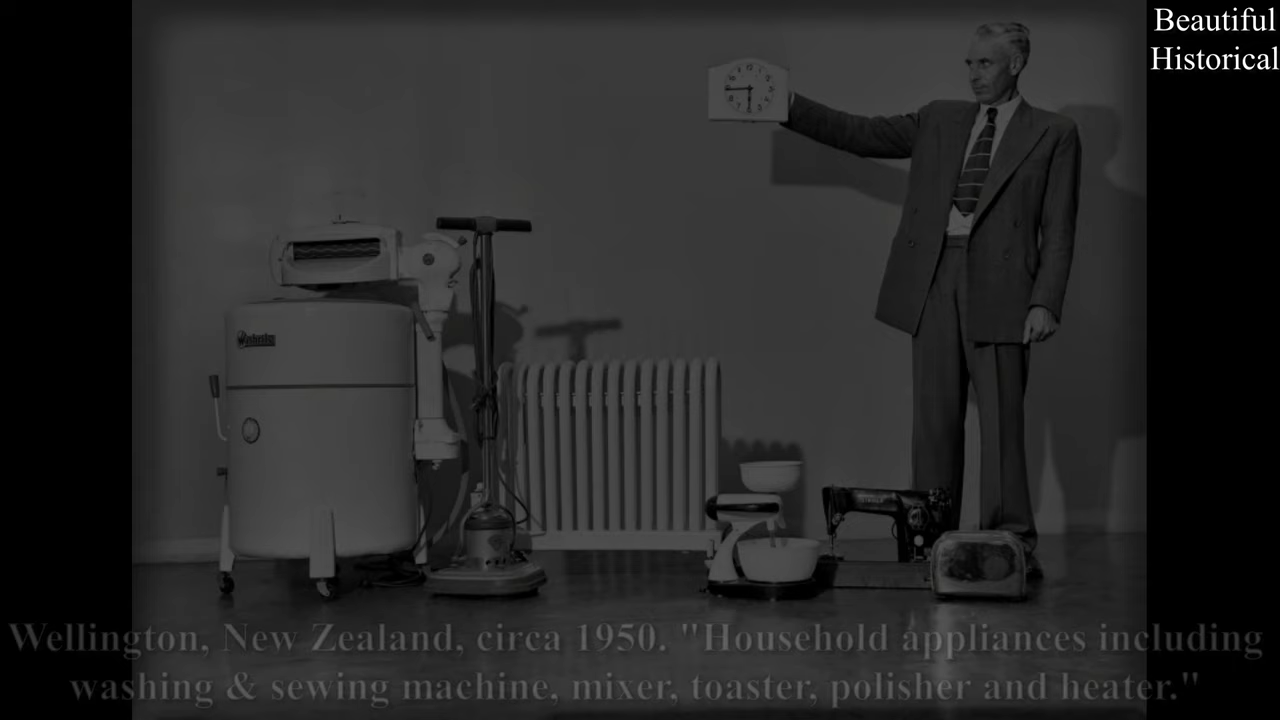 Beautiful
Historical
Wellington, New Zealand, circa 1950. "Household appliances including
washing & sewing machine, mixer, toaster, polisher and heater."